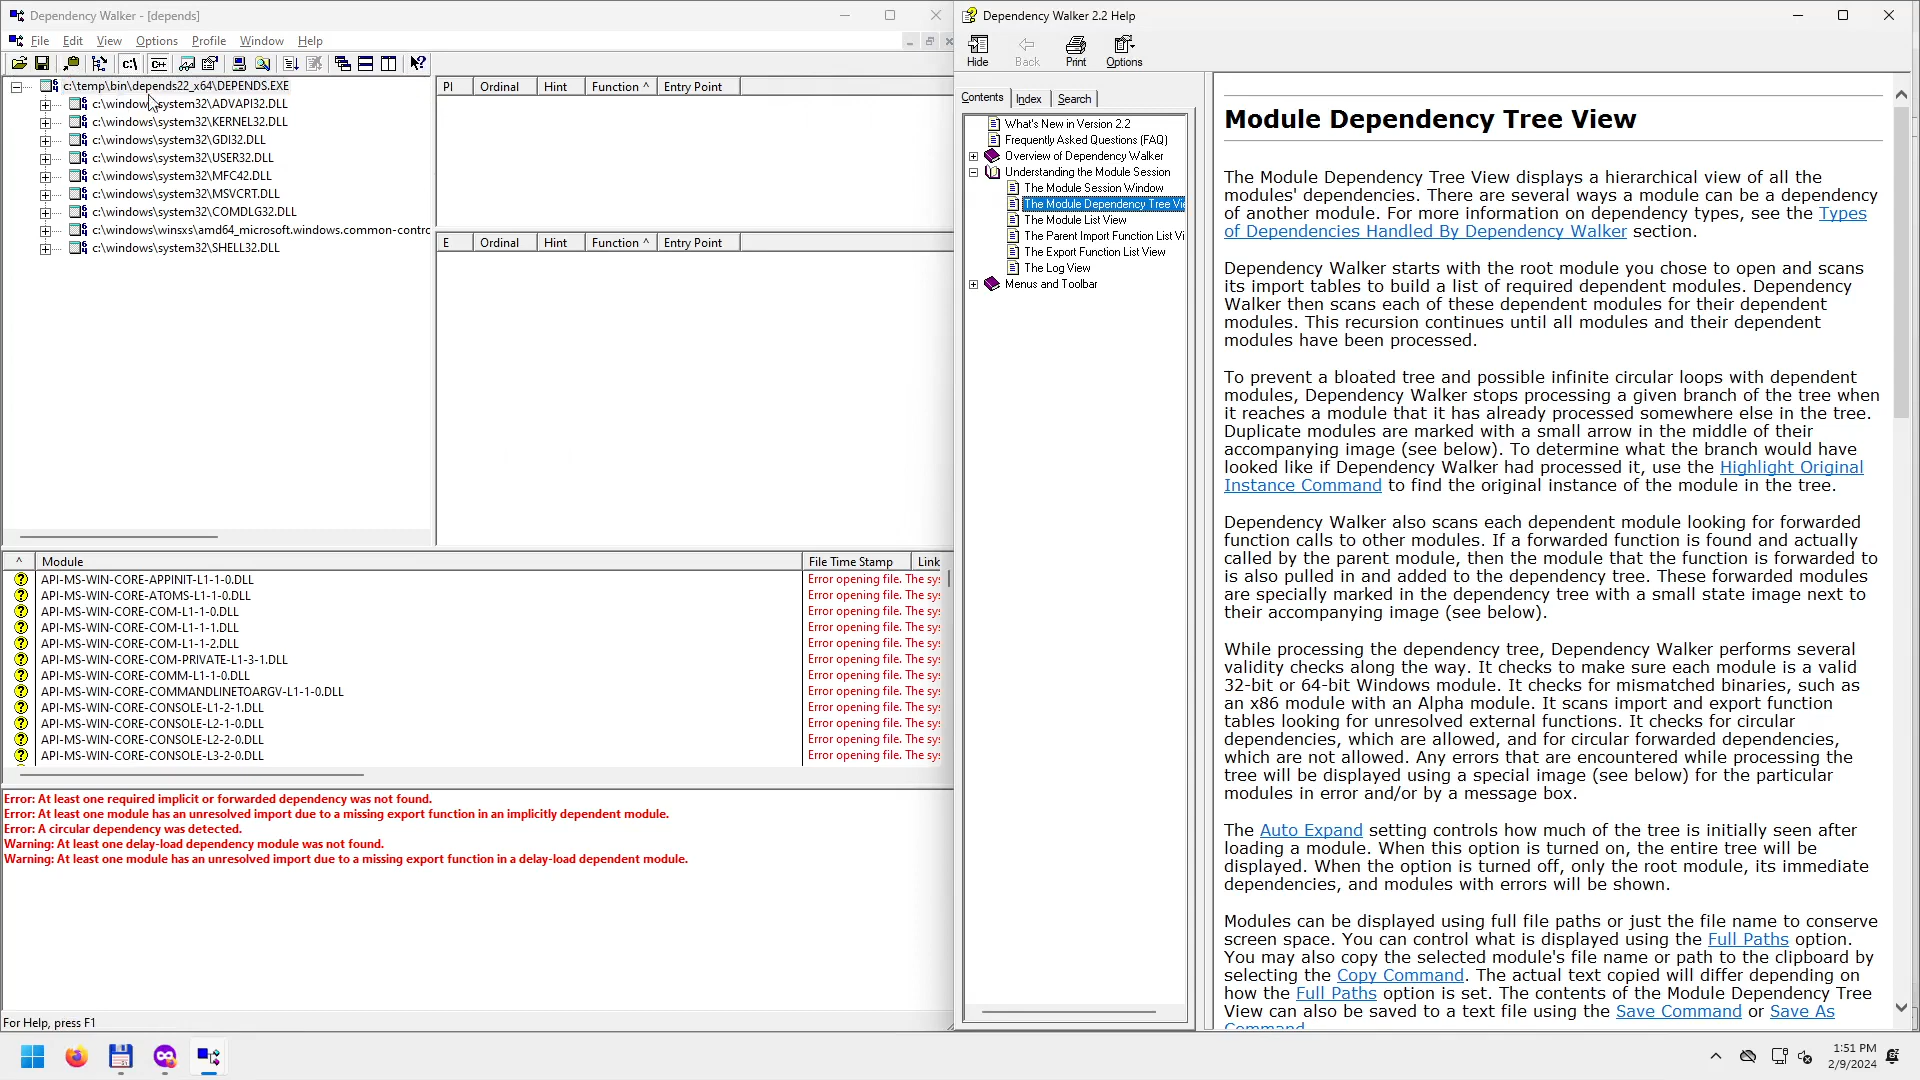 Dependency Walker - [depends]
File Edit View Options Profile Window Help
c:\ C++
c:\temp\bin\depends22_x64\DEPENDS.EXE
c:\windows\system32\ADVAPI32.DLL
c:\windows\system32\KERNEL32.DLL
c:\windows\system32\GDI32.DLL
c:\windows\system32\USER32.DLL
c:\windows\system32\MFC42.DLL
c:\windows\system32\MSVCRT.DLL
c:\windows\system32\COMDLG32.DLL
c:\windows\winsxs\amd64_microsoft.windows.common-contro
c:\windows\system32\SHELL32.DLL
PI Ordinal Hint Function ^ Entry Point
E Ordinal Hint Function ^ Entry Point
^ Module File Time Stamp Link
API-MS-WIN-CORE-APPINIT-L1-1-0.DLL Error opening file. The sys
API-MS-WIN-CORE-ATOMS-L1-1-0.DLL Error opening file. The sys
API-MS-WIN-CORE-COM-L1-1-0.DLL Error opening file. The sys
API-MS-WIN-CORE-COM-L1-1-1.DLL Error opening file. The sys
API-MS-WIN-CORE-COM-L1-1-2.DLL Error opening file. The sys
API-MS-WIN-CORE-COM-PRIVATE-L1-3-1.DLL Error opening file. The sys
API-MS-WIN-CORE-COMM-L1-1-0.DLL Error opening file. The sys
API-MS-WIN-CORE-COMMANDLINETOARGV-L1-1-0.DLL Error opening file. The sys
API-MS-WIN-CORE-CONSOLE-L1-2-1.DLL Error opening file. The sys
API-MS-WIN-CORE-CONSOLE-L2-1-0.DLL Error opening file. The sys
API-MS-WIN-CORE-CONSOLE-L2-2-0.DLL Error opening file. The sys
API-MS-WIN-CORE-CONSOLE-L3-2-0.DLL Error opening file. The sys
Error: At least one required implicit or forwarded dependency was not found.
Error: At least one module has an unresolved import due to a missing export function in an implicitly dependent module.
Error: A circular dependency was detected.
Warning: At least one delay-load dependency module was not found.
Warning: At least one module has an unresolved import due to a missing export function in a delay-load dependent module.
For Help, press F1
Dependency Walker 2.2 Help
Hide Back Print Options
Contents Index Search
What's New in Version 2.2
Frequently Asked Questions (FAQ)
Overview of Dependency Walker
Understanding the Module Session
The Module Session Window
The Module Dependency Tree Vie
The Module List View
The Parent Import Function List Vi
The Export Function List View
The Log View
Menus and Toolbar
Module Dependency Tree View
The Module Dependency Tree View displays a hierarchical view of all the
modules' dependencies. There are several ways a module can be a dependency
of another module. For more information on dependency types, see the Types
of Dependencies Handled By Dependency Walker section.
Dependency Walker starts with the root module you chose to open and scans
its import tables to build a list of required dependent modules. Dependency
Walker then scans each of these dependent modules for their dependent
modules. This recursion continues until all modules and their dependent
modules have been processed.
To prevent a bloated tree and possible infinite circular loops with dependent
modules, Dependency Walker stops processing a given branch of the tree when
it reaches a module that it has already processed somewhere else in the tree.
Duplicate modules are marked with a small arrow in the middle of their
accompanying image (see below). To determine what the branch would have
looked like if Dependency Walker had processed it, use the Highlight Original
Instance Command to find the original instance of the module in the tree.
Dependency Walker also scans each dependent module looking for forwarded
function calls to other modules. If a forwarded function is found and actually
called by the parent module, then the module that the function is forwarded to
is also pulled in and added to the dependency tree. These forwarded modules
are specially marked in the dependency tree with a small state image next to
their accompanying image (see below).
While processing the dependency tree, Dependency Walker performs several
validity checks along the way. It checks to make sure each module is a valid
32-bit or 64-bit Windows module. It checks for mismatched binaries, such as
an x86 module with an Alpha module. It scans import and export function
tables looking for unresolved external functions. It checks for circular
dependencies, which are allowed, and for circular forwarded dependencies,
which are not allowed. Any errors that are encountered while processing the
tree will be displayed using a special image (see below) for the particular
modules in error and/or by a message box.
The Auto Expand setting controls how much of the tree is initially seen after
loading a module. When this option is turned on, the entire tree will be
displayed. When the option is turned off, only the root module, its immediate
dependencies, and modules with errors will be shown.
Modules can be displayed using full file paths or just the file name to conserve
screen space. You can control what is displayed using the Full Paths option.
You may also copy the selected module's file name or path to the clipboard by
selecting the Copy Command. The actual text copied will differ depending on
how the Full Paths option is set. The contents of the Module Dependency Tree
View can also be saved to a text file using the Save Command or Save As
Command
1:51 PM
2/9/2024